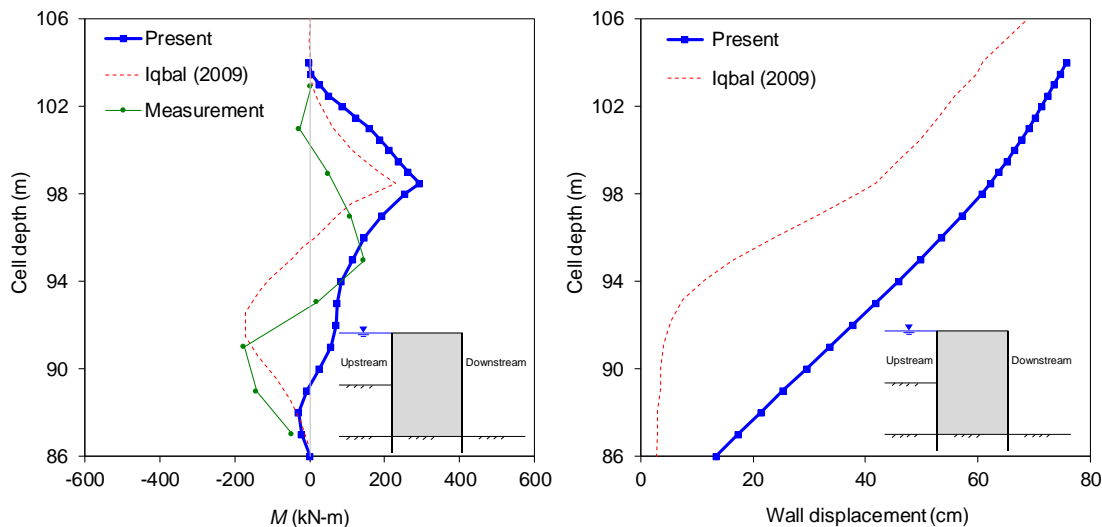 106
102
98
94
90
86
Cell depth (m)
Present
Iqbal (2009)
Measurement
Upstream
Downstream
-600
-400
-200
0
200
400
600
M (kN-m)
106
102
98
94
90
86
Cell depth (m)
Present
Iqbal (2009)
Upstream
Downstream
0
20
40
60
80
Wall displacement (cm)